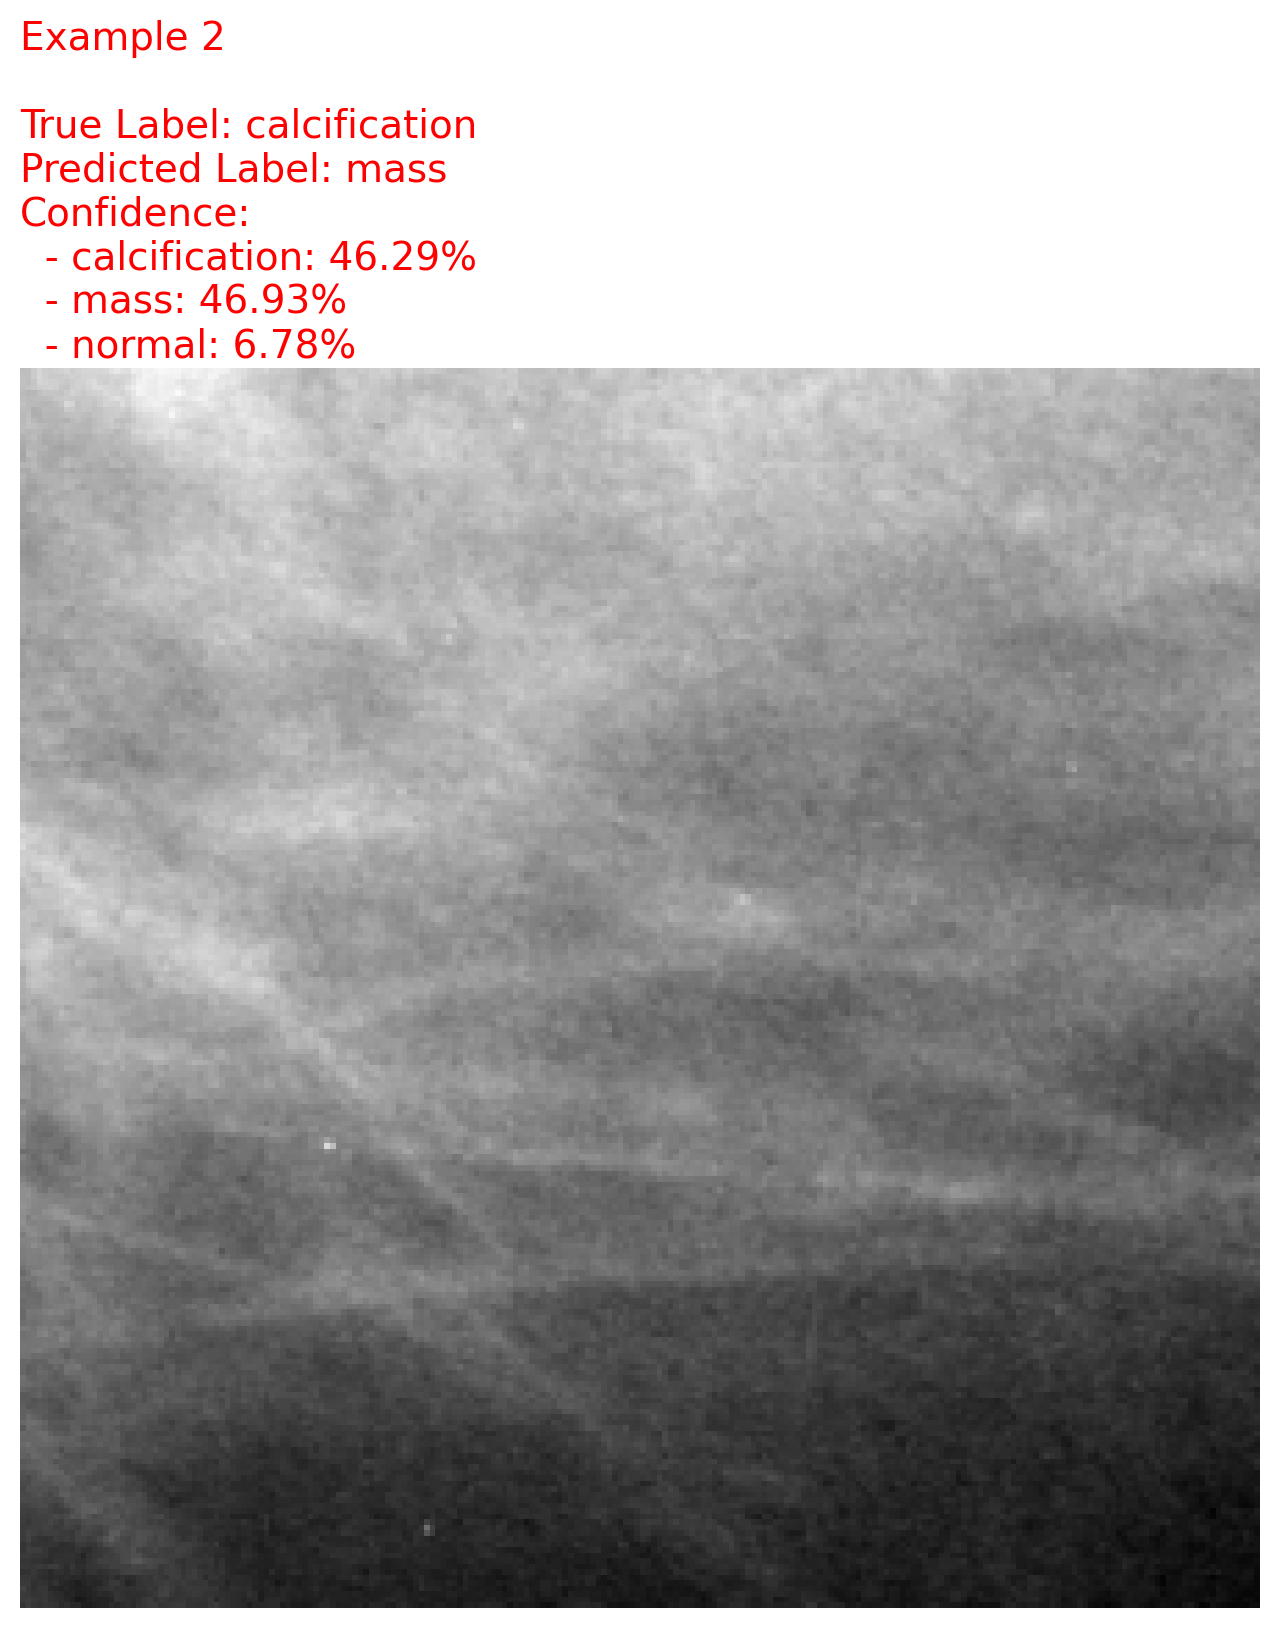 Example 2
True Label: calcification
Predicted Label: mass
Confidence:
- calcification: 46.29%
- mass: 46.93%
- normal: 6.78%